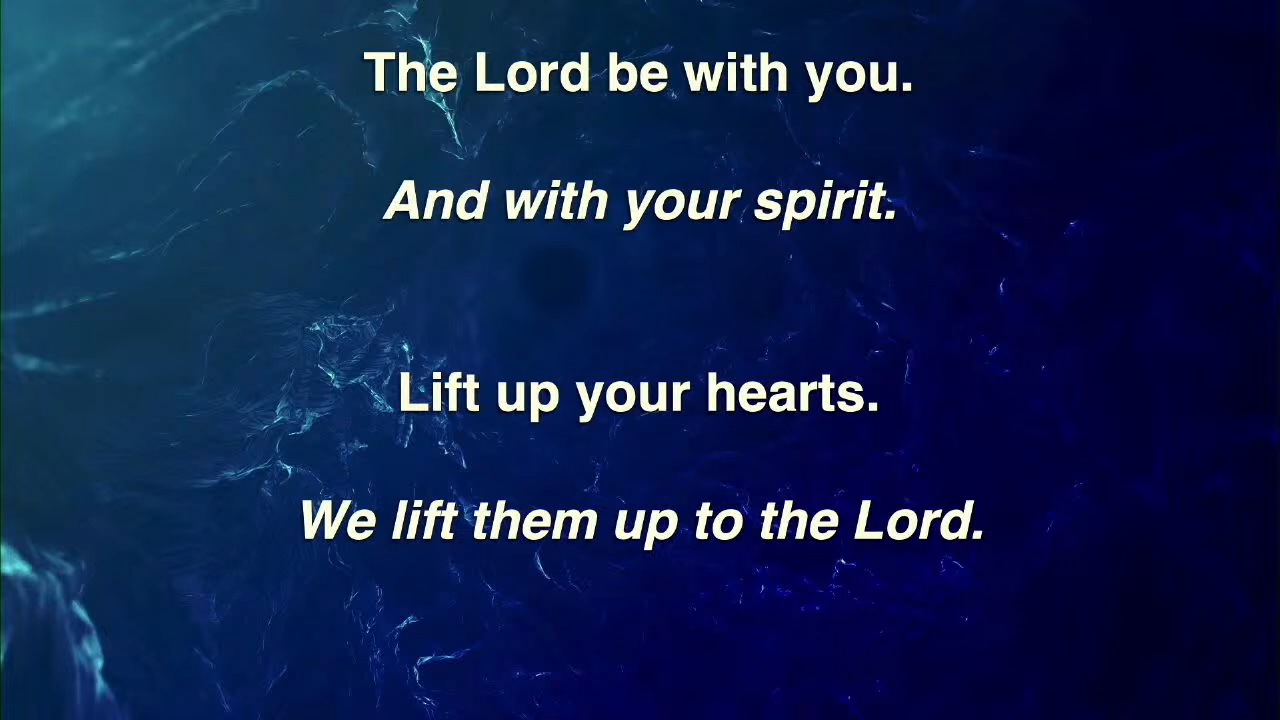 The Lord be with you.
And with your spirit.
Lift up your hearts.
We lift them up to the Lord.